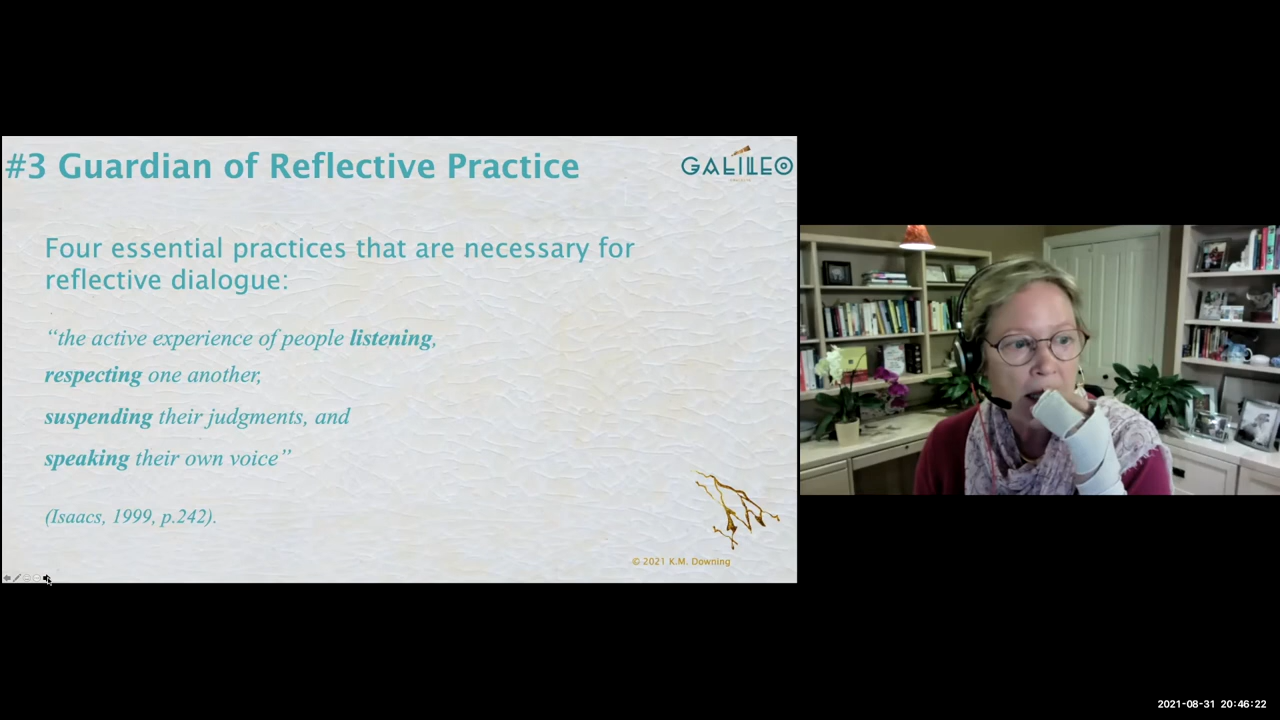 #3 Guardian of Reflective Practice
GALILEO
Four essential practices that are necessary for
reflective dialogue:
“the active experience of people listening,
respecting one another,
suspending their judgments, and
speaking their own voice”
(Isaacs, 1999, p.242).
© 2021 K.M. Downing
2021-08-31 20:46:22